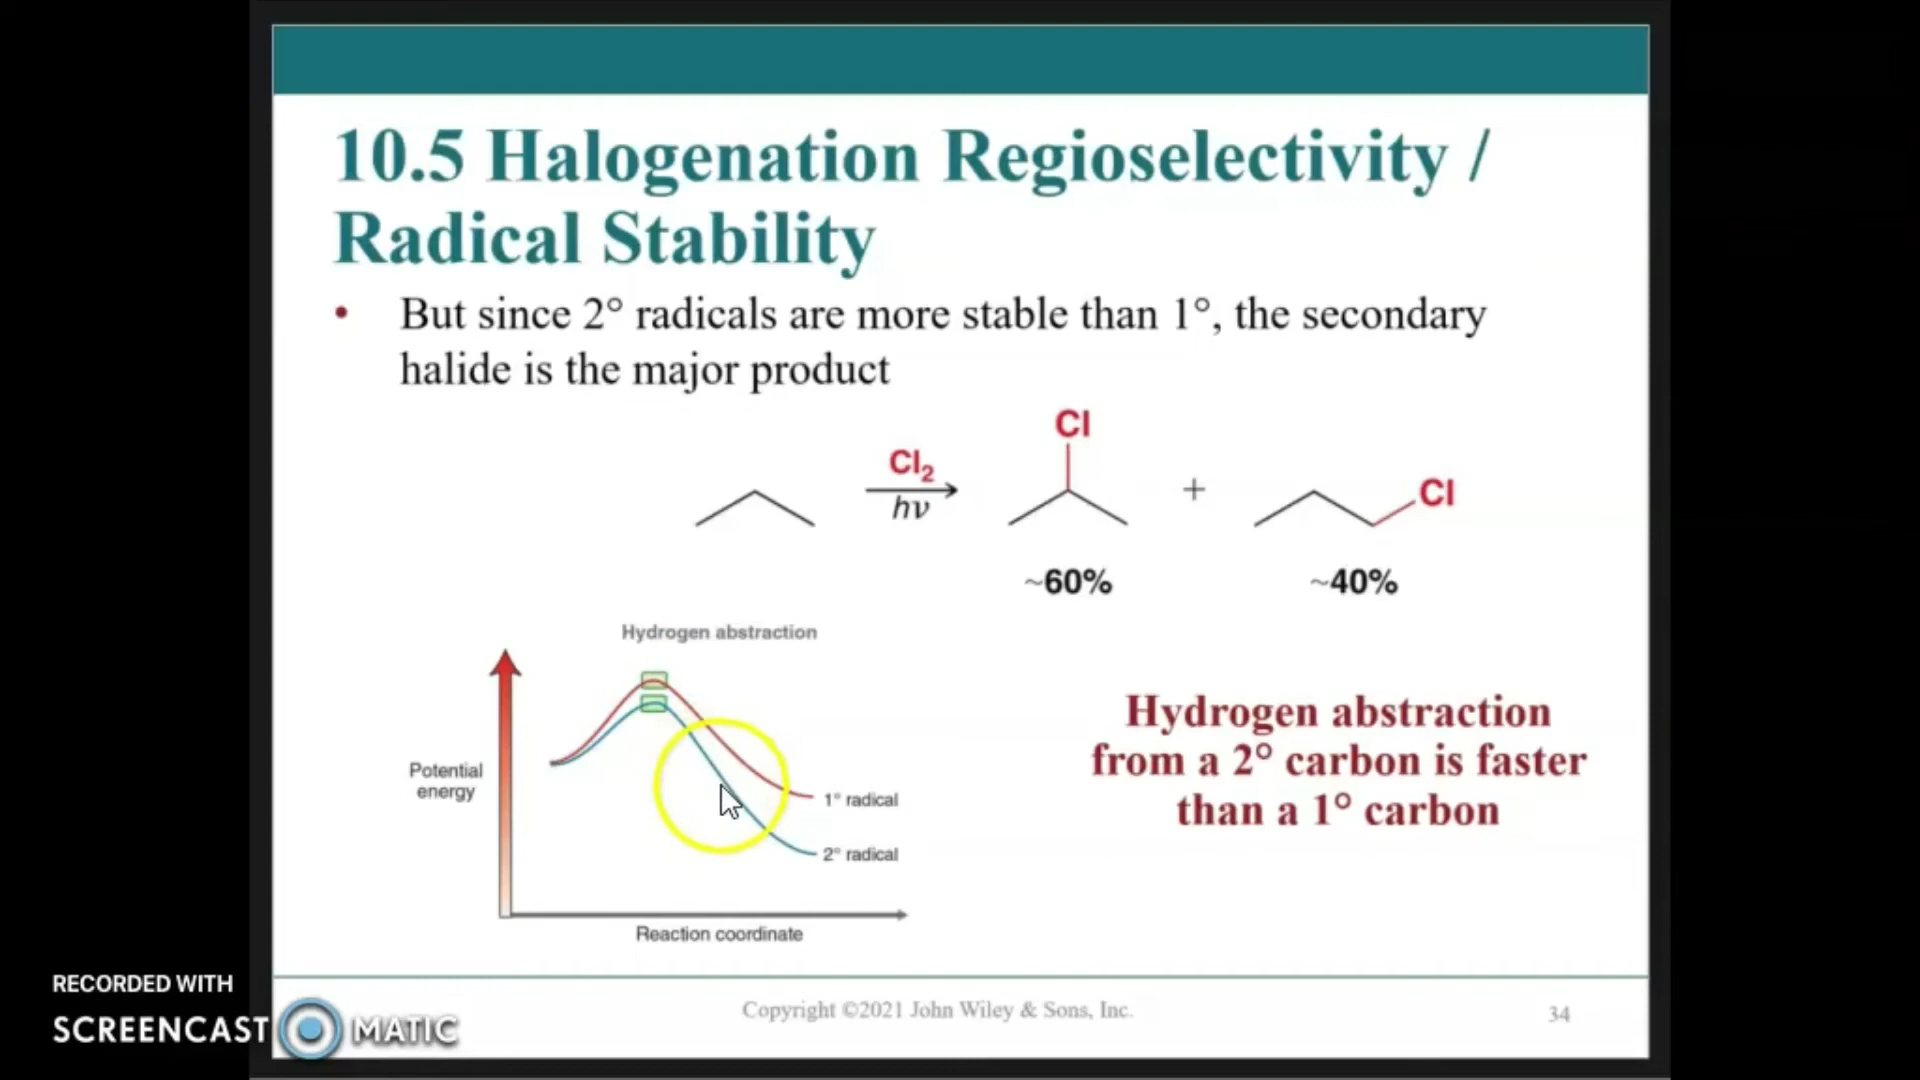 10.5 Halogenation Regioselectivity /
Radical Stability
• But since 2° radicals are more stable than 1°, the secondary
halide is the major product
Cl
Cl₂
hν
+
Cl
~60%
~40%
Hydrogen abstraction
Potential
energy
1° radical
2° radical
Reaction coordinate
Hydrogen abstraction
from a 2° carbon is faster
than a 1° carbon
RECORDED WITH
SCREENCAST MATIC
Copyright ©2021 John Wiley & Sons, Inc.
34